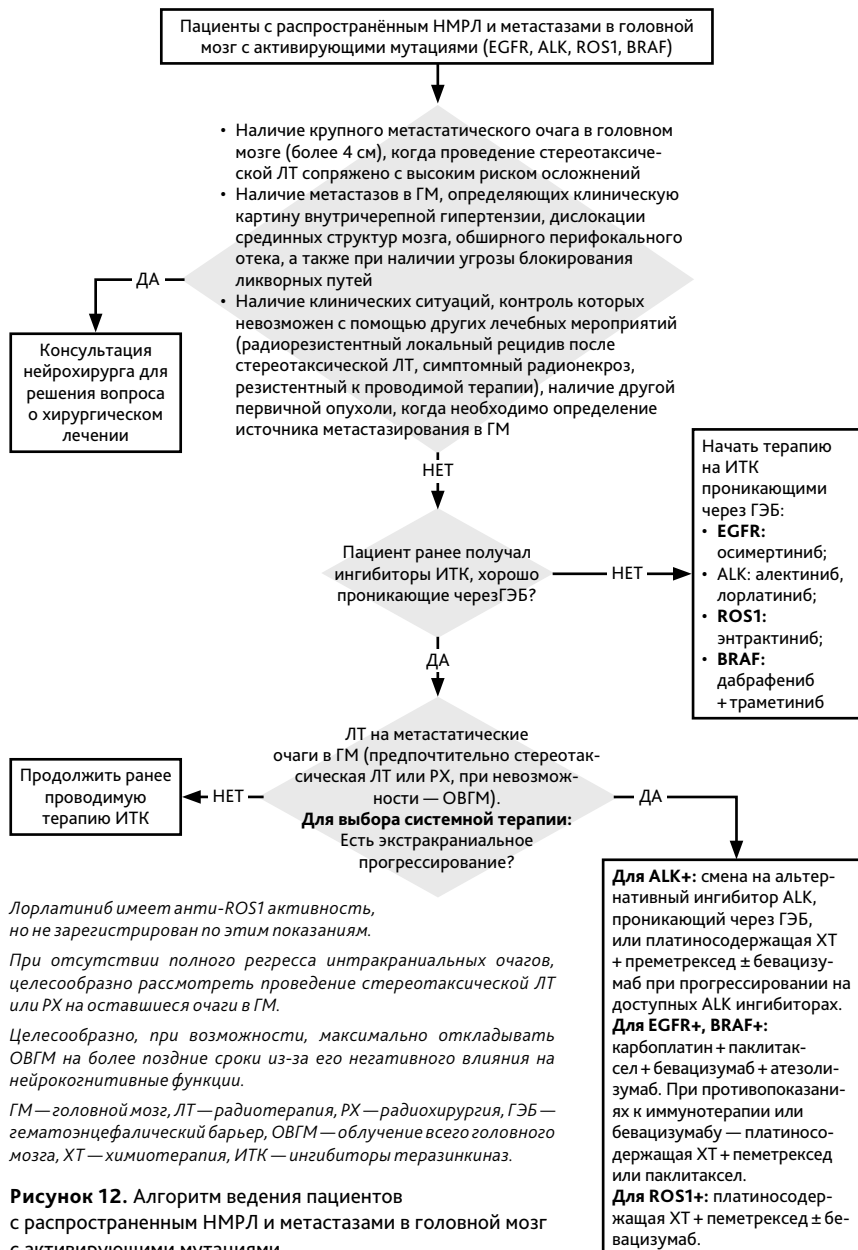 Пациенты с распространённым НМРЛ и метастазами в головной
мозг с активирующими мутациями (EGFR, ALK, ROS1, BRAF)
• Наличие крупного метастатического очага в головном
мозге (более 4 см), когда проведение стереотаксиче-
ской ЛТ сопряжено с высоким риском осложнений
• Наличие метастазов в ГМ, определяющих клиническую
картину внутричерепной гипертензии, дислокации
срединных структур мозга, обширного перифокального
отека, а также при наличии угрозы блокирования
ликворных путей
• Наличие клинических ситуаций, контроль которых
невозможен с помощью других лечебных мероприятий
(радиорезистентный локальный рецидив после
стереотаксической ЛТ, симптомный радионекроз,
резистентный к проводимой терапии), наличие другой
первичной опухоли, когда необходимо определение
источника метастазирования в ГМ
ДА
Консультация
нейрохирурга для
решения вопроса
о хирургическом
лечении
НЕТ
Пациент ранее получал
ингибиторы ИТК, хорошо
проникающие черезГЭБ?
НЕТ
Начать терапию
на ИТК
проникающими
через ГЭБ:
• EGFR:
осимертиниб;
• ALK: алектиниб,
лорлатиниб;
• ROS1:
энтрактиниб;
• BRAF:
дабрафениб
+ траметиниб
ДА
ЛТ на метастатические
очаги в ГМ (предпочтительно стереотак-
сическая ЛТ или РХ, при невозмож-
ности — ОВГМ).
Для выбора системной терапии:
Есть экстракраниальное
прогрессирование?
НЕТ
Продолжить ранее
проводимую
терапию ИТК
ДА
Для ALK+: смена на альтер-
нативный ингибитор ALK,
проникающий через ГЭБ,
или платиносодержащая ХТ
+ преметрексед ± бевацизу-
маб при прогрессировании на
доступных ALK ингибиторах.
Для EGFR+, BRAF+:
карбоплатин + паклитак-
сел + бевацизумаб + атезоли-
зумаб. При противопоказани-
ях к иммунотерапии или
бевацизумабу — платиносо-
держащая ХТ + пеметрексед
или паклитаксел.
Для ROS1+: платиносодер-
жащая ХТ + пеметрексед ± бе-
вацизумаб.
Лорлатиниб имеет анти-ROS1 активность,
но не зарегистрирован по этим показаниям.
При отсутствии полного регресса интракраниальных очагов,
целесообразно рассмотреть проведение стереотаксической ЛТ
или РХ на оставшиеся очаги в ГМ.
Целесообразно, при возможности, максимально откладывать
ОВГМ на более поздние сроки из-за его негативного влияния на
нейрокогнитивные функции.
ГМ — головной мозг, ЛТ — радиотерапия, РХ — радиохирургия, ГЭБ —
гематоэнцефалический барьер, ОВГМ — облучение всего головного
мозга, ХТ — химиотерапия, ИТК — ингибиторы теразинкиназ.
Рисунок 12. Алгоритм ведения пациентов
с распространенным НМРЛ и метастазами в головной мозг
с активирующими мутациями